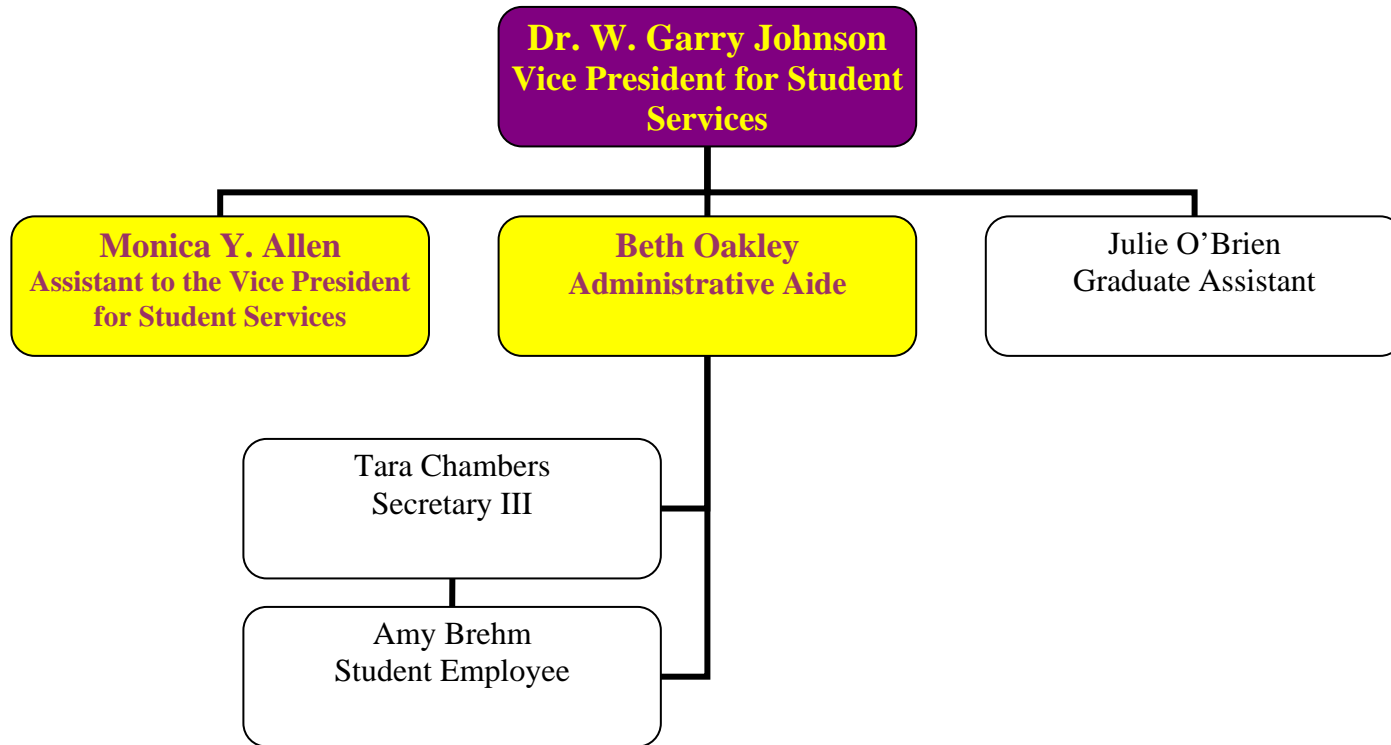 Dr. W. Garry Johnson
Vice President for Student
Services
Monica Y. Allen
Assistant to the Vice President
for Student Services
Beth Oakley
Administrative Aide
Julie O’Brien
Graduate Assistant
Tara Chambers
Secretary III
Amy Brehm
Student Employee